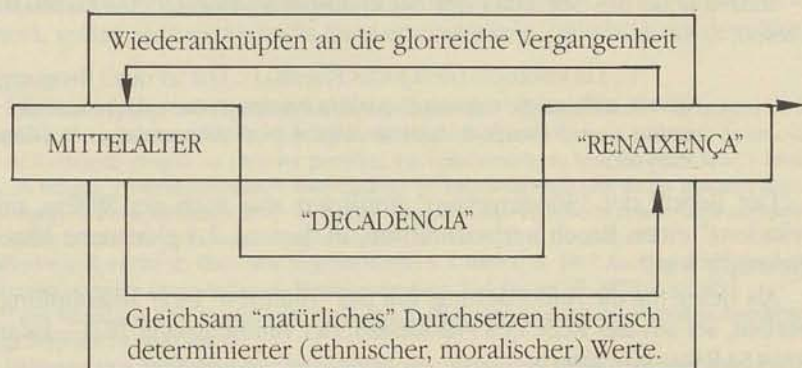 Wiederanknüpfen an die glorreiche Vergangenheit
MITTELALTER
“RENAIXENÇA”
“DECADÈNCIA”
Gleichsam “natürliches” Durchsetzen historisch
determinierter (ethnischer, moralischer) Werte.